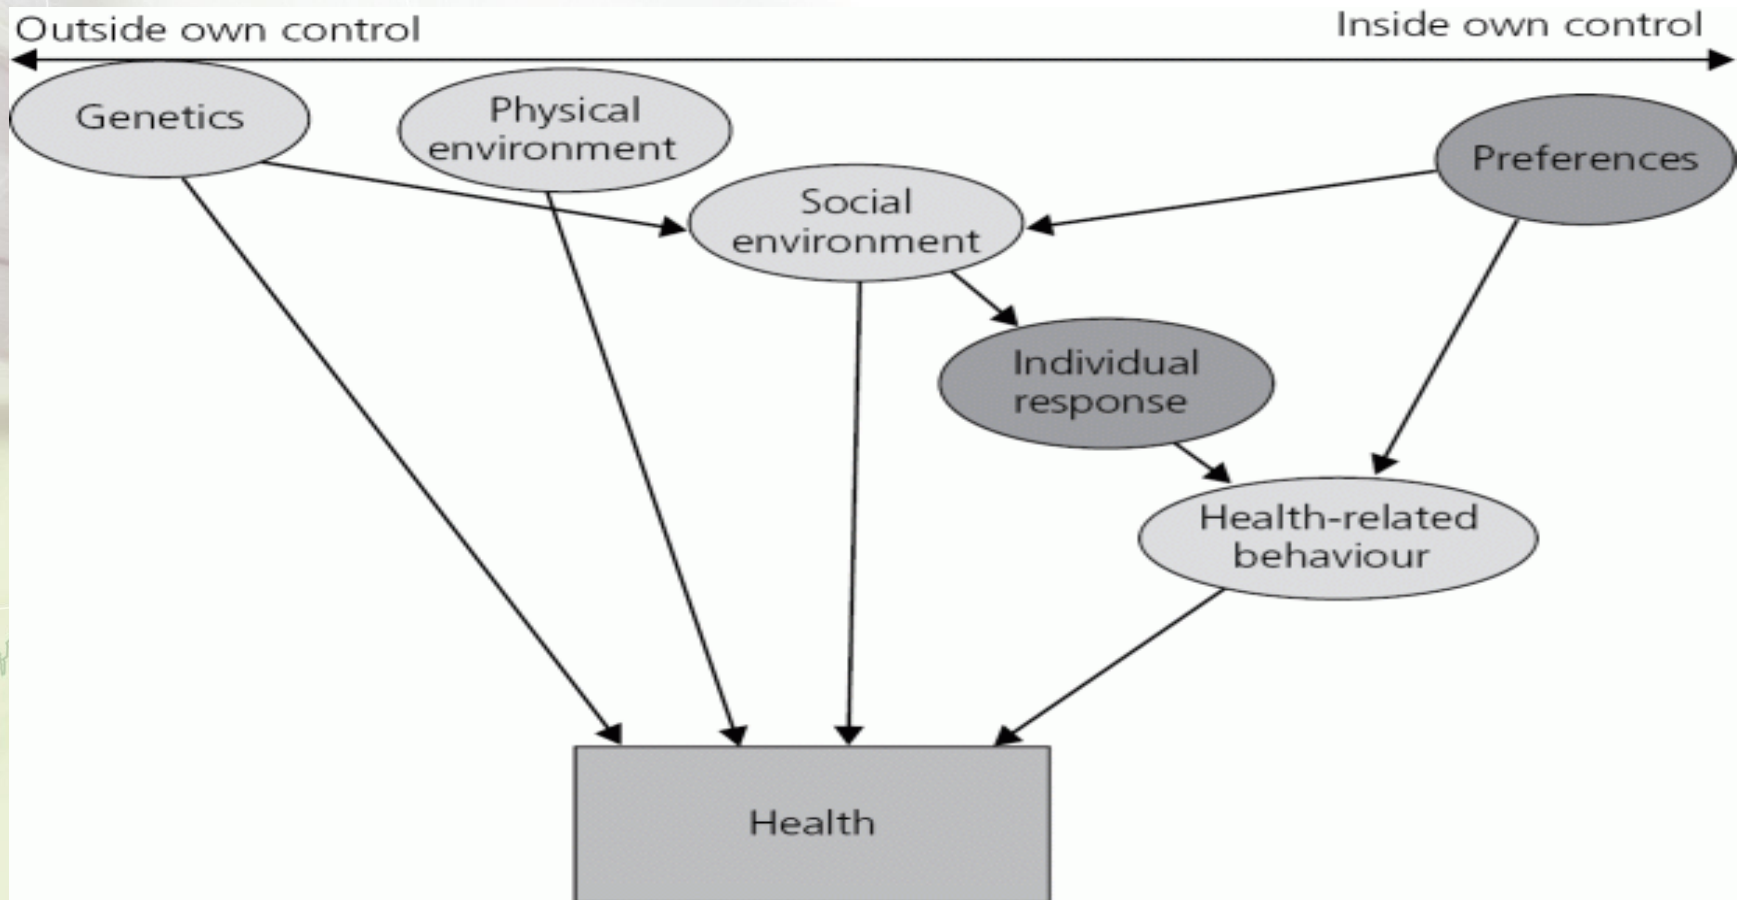 Outside own control
Inside own control
Genetics
Physical
environment
Preferences
Social
environment
Individual
response
Health-related
behaviour
Health